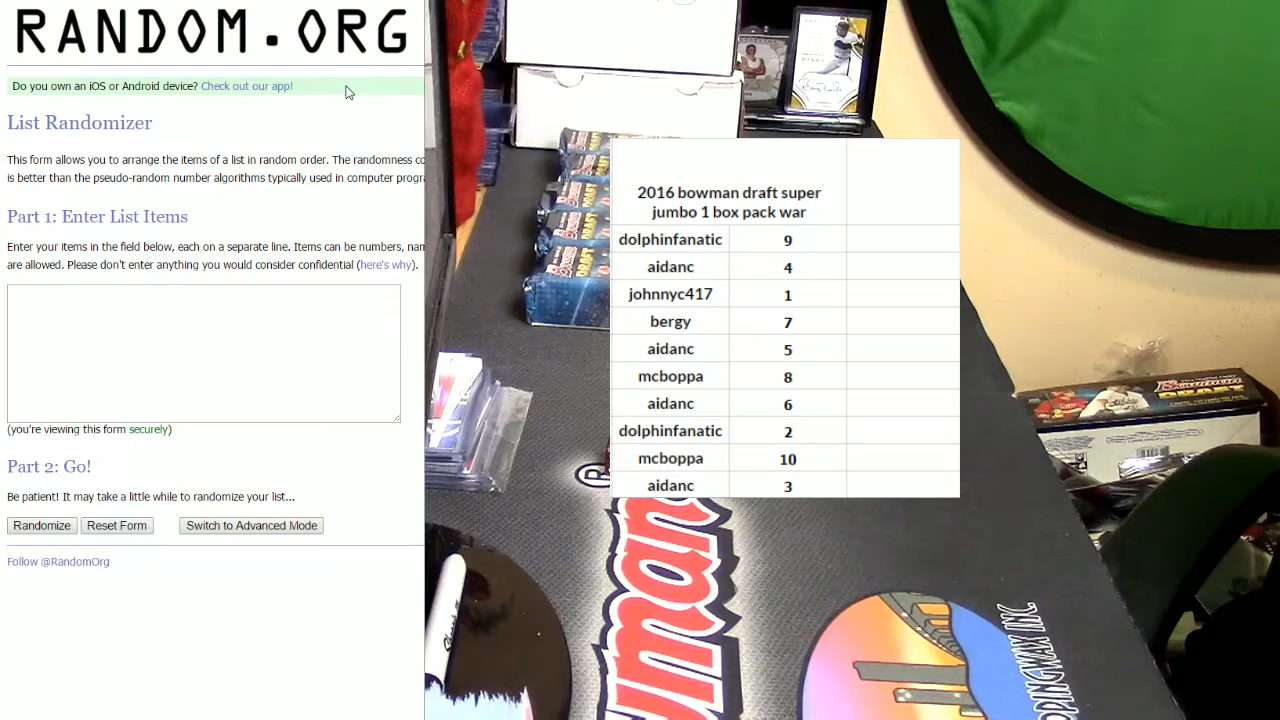 RANDOM.ORG
Do you own an iOS or Android device? Check out our app!
List Randomizer
This form allows you to arrange the items of a list in random order. The randomness co
is better than the pseudo-random number algorithms typically used in computer progra
Part 1: Enter List Items
Enter your items in the field below, each on a separate line. Items can be numbers, nam
are allowed. Please don't enter anything you would consider confidential (here's why).
(you're viewing this form securely)
Part 2: Go!
Be patient! It may take a little while to randomize your list...
Randomize Reset Form Switch to Advanced Mode
Follow @RandomOrg
2016 bowman draft super
jumbo 1 box pack war
dolphinfanatic 9
aidanc 4
johnnyc417 1
bergy 7
aidanc 5
mcboppa 8
aidanc 6
dolphinfanatic 2
mcboppa 10
aidanc 3
Bowman
DRAFT
Bowman
DRAFT
man
OPPINGWAX INC.